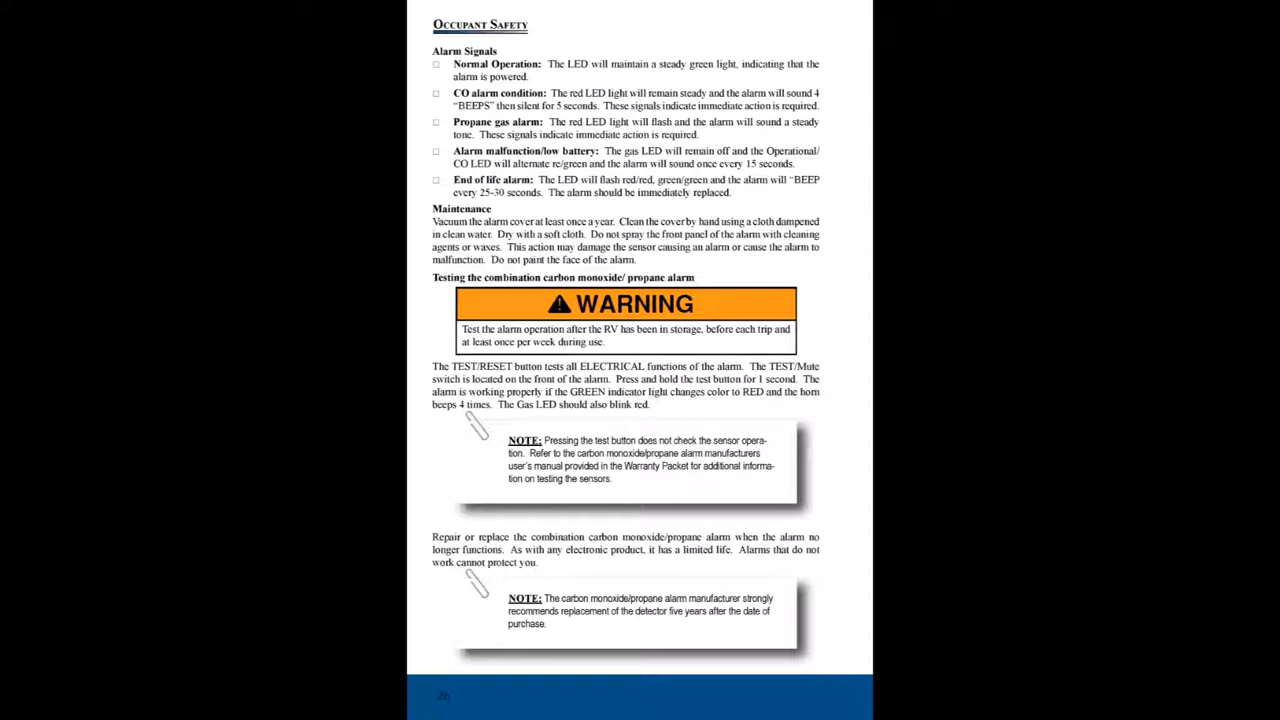 OCCUPANT SAFETY
Alarm Signals
□ Normal Operation: The LED will maintain a steady green light, indicating that the
alarm is powered.
□ CO alarm condition: The red LED light will remain steady and the alarm will sound 4
“BEEPS” then silent for 5 seconds. These signals indicate immediate action is required.
□ Propane gas alarm: The red LED light will flash and the alarm will sound a steady
tone. These signals indicate immediate action is required.
□ Alarm malfunction/low battery: The gas LED will remain off and the Operational/
CO LED will alternate re/green and the alarm will sound once every 15 seconds.
□ End of life alarm: The LED will flash red/red, green/green and the alarm will “BEEP
every 25-30 seconds. The alarm should be immediately replaced.
Maintenance
Vacuum the alarm cover at least once a year. Clean the cover by hand using a cloth dampened
in clean water. Dry with a soft cloth. Do not spray the front panel of the alarm with cleaning
agents or waxes. This action may damage the sensor causing an alarm or cause the alarm to
malfunction. Do not paint the face of the alarm.
Testing the combination carbon monoxide/ propane alarm
WARNING
Test the alarm operation after the RV has been in storage, before each trip and
at least once per week during use.
The TEST/RESET button tests all ELECTRICAL functions of the alarm. The TEST/Mute
switch is located on the front of the alarm. Press and hold the test button for 1 second. The
alarm is working properly if the GREEN indicator light changes color to RED and the horn
beeps 4 times. The Gas LED should also blink red.
NOTE: Pressing the test button does not check the sensor opera-
tion. Refer to the carbon monoxide/propane alarm manufacturers
user’s manual provided in the Warranty Packet for additional informa-
tion on testing the sensors.
Repair or replace the combination carbon monoxide/propane alarm when the alarm no
longer functions. As with any electronic product, it has a limited life. Alarms that do not
work cannot protect you.
NOTE: The carbon monoxide/propane alarm manufacturer strongly
recommends replacement of the detector five years after the date of
purchase.
26